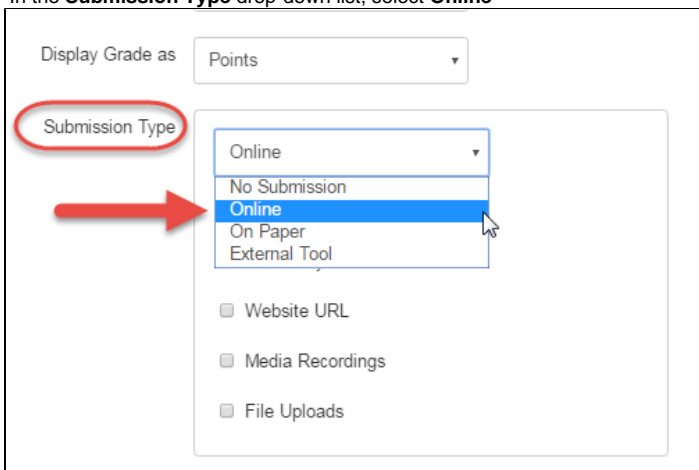 In the Submission Type drop-down list, select Online
Display Grade as
Points
Submission Type
Online
No Submission
Online
On Paper
External Tool
Website URL
Media Recordings
File Uploads